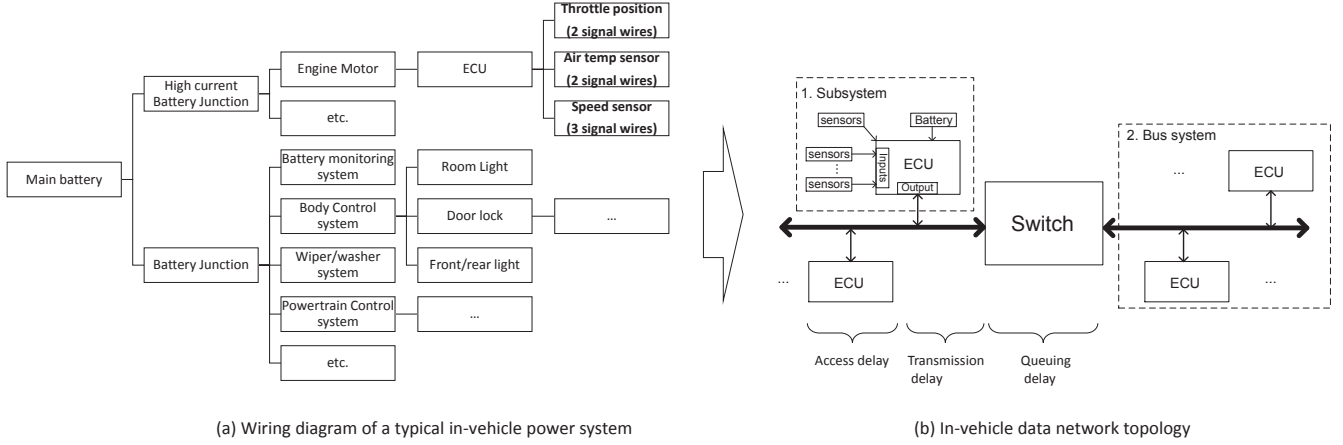 Throttle position
(2 signal wires)
Engine Motor
ECU
Air temp sensor
(2 signal wires)
High current
Battery Junction
etc.
Speed sensor
(3 signal wires)
Main battery
Battery monitoring
system
Room Light
Body Control
system
Door lock
...
Battery Junction
Wiper/washer
system
Front/rear light
Powertrain Control
system
...
etc.
(a) Wiring diagram of a typical in-vehicle power system
1. Subsystem
sensors
Battery
sensors
...
sensors
Inputs
ECU
Output
Switch
2. Bus system
...
ECU
...
ECU
ECU
...
Access delay
Transmission
delay
Queuing
delay
(b) In-vehicle data network topology